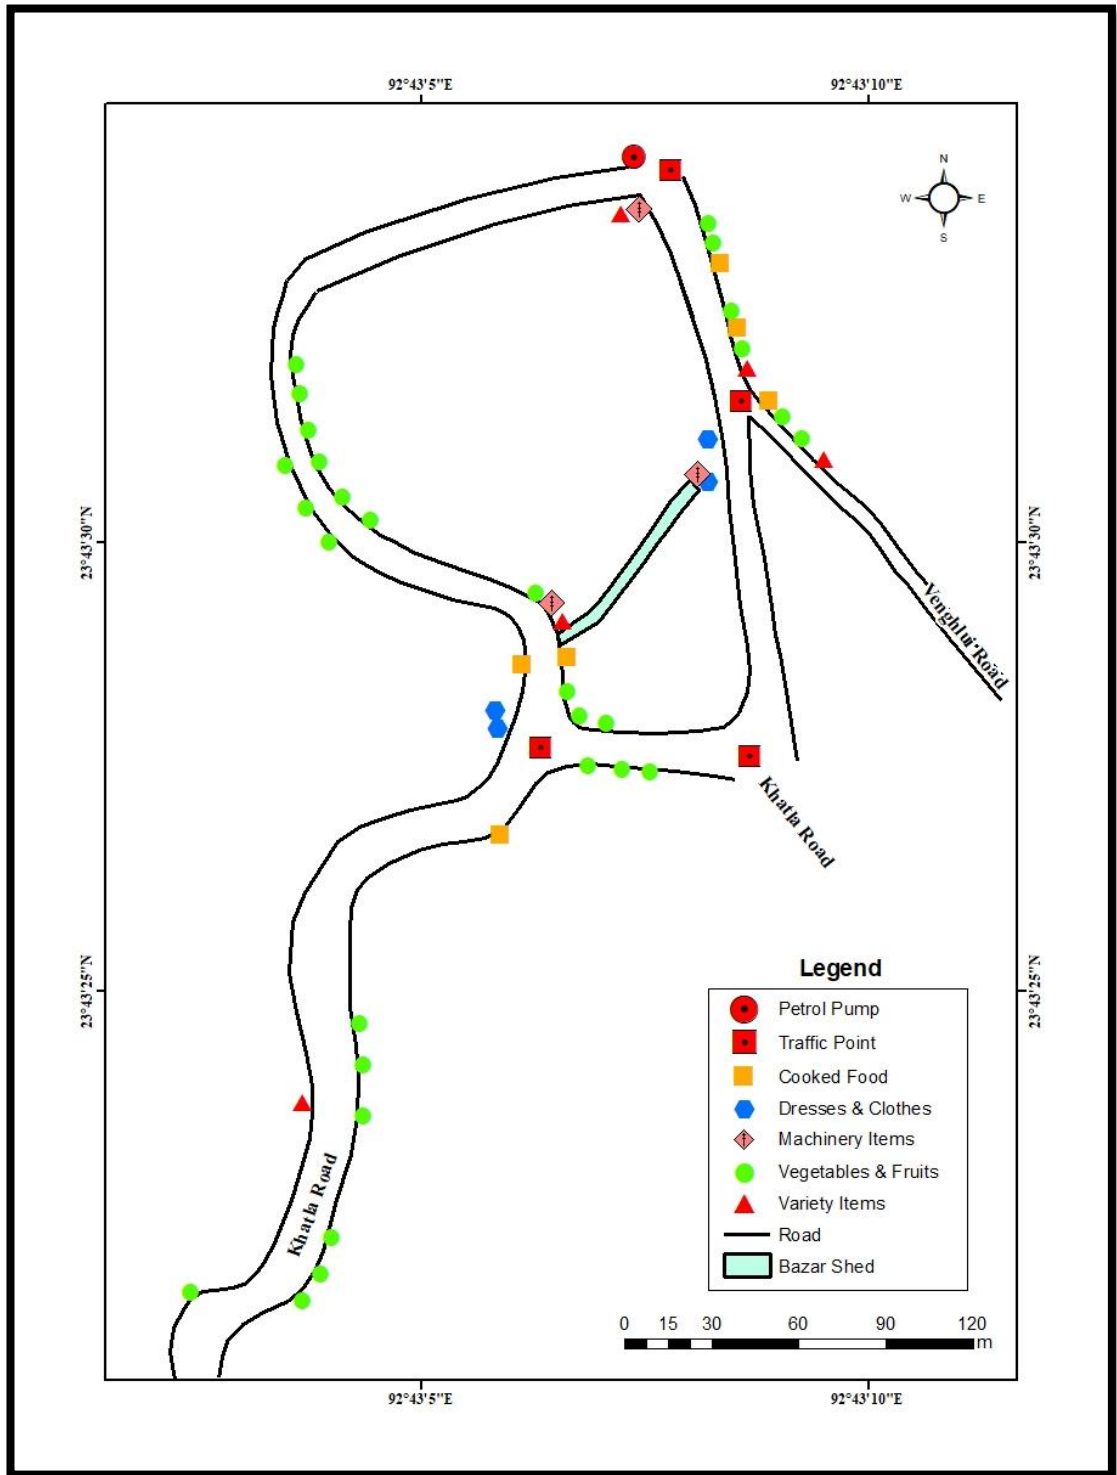 92°43'5"E 92°43'10"E
N
W E
S
23°43'30"N 23°43'30"N
Venghlui Road
Khatla Road
23°43'25"N 23°43'25"N
Legend
Petrol Pump
Traffic Point
Cooked Food
Dresses & Clothes
Machinery Items
Vegetables & Fruits
Variety Items
Road
Bazar Shed
Khatla Road
0 15 30 60 90 120
m
92°43'5"E 92°43'10"E